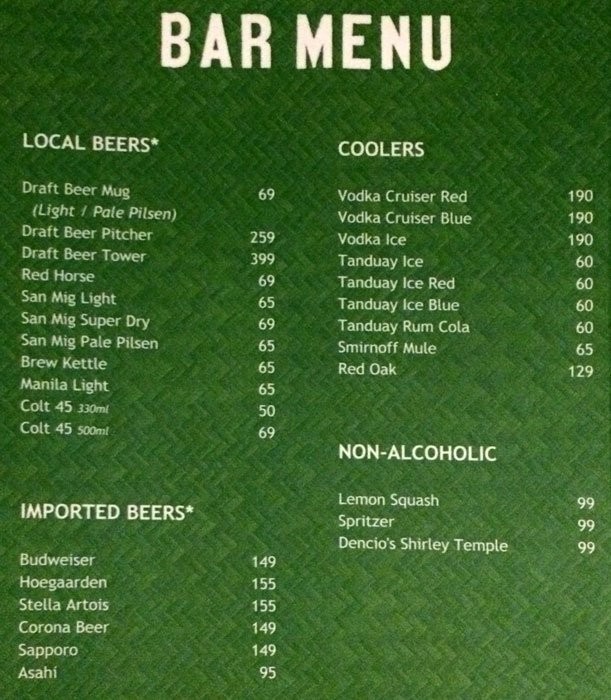 BAR MENU
LOCAL BEERS*
Draft Beer Mug 69
(Light / Pale Pilsen)
Draft Beer Pitcher 259
Draft Beer Tower 399
Red Horse 69
San Mig Light 65
San Mig Super Dry 69
San Mig Pale Pilsen 65
Brew Kettle 65
Manila Light 65
Colt 45 330ml 50
Colt 45 500ml 69
IMPORTED BEERS*
Budweiser 149
Hoegaarden 155
Stella Artois 155
Corona Beer 149
Sapporo 149
Asahi 95
COOLERS
Vodka Cruiser Red 190
Vodka Cruiser Blue 190
Vodka Ice 190
Tanduay Ice 60
Tanduay Ice Red 60
Tanduay Ice Blue 60
Tanduay Rum Cola 60
Smirnoff Mule 65
Red Oak 129
NON-ALCOHOLIC
Lemon Squash 99
Spritzer 99
Dencio's Shirley Temple 99